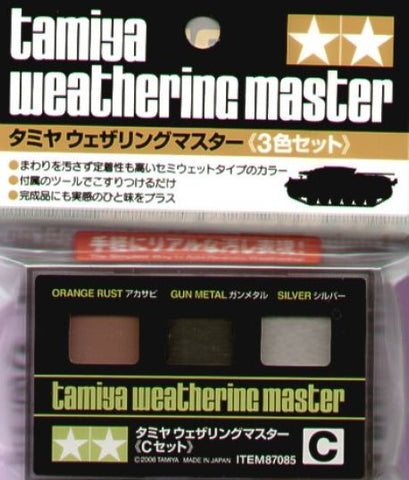 tamiya
weathering master
タミヤ ウェザリングマスター《3色セット》
●まわりを汚さず定着性も高いセミウェットタイプのカラー
●付属のツールでこすりつけるだけ
●完成品にも実感のひと味をプラス
手軽にリアルな汚し表現!
ORANGE RUST アカサビ GUN METAL ガンメタル SILVER シルバー
tamiya weathering master
タミヤ ウェザリングマスター
《Cセット》
C
©2006 TAMIYA MADE IN JAPAN ITEM87085